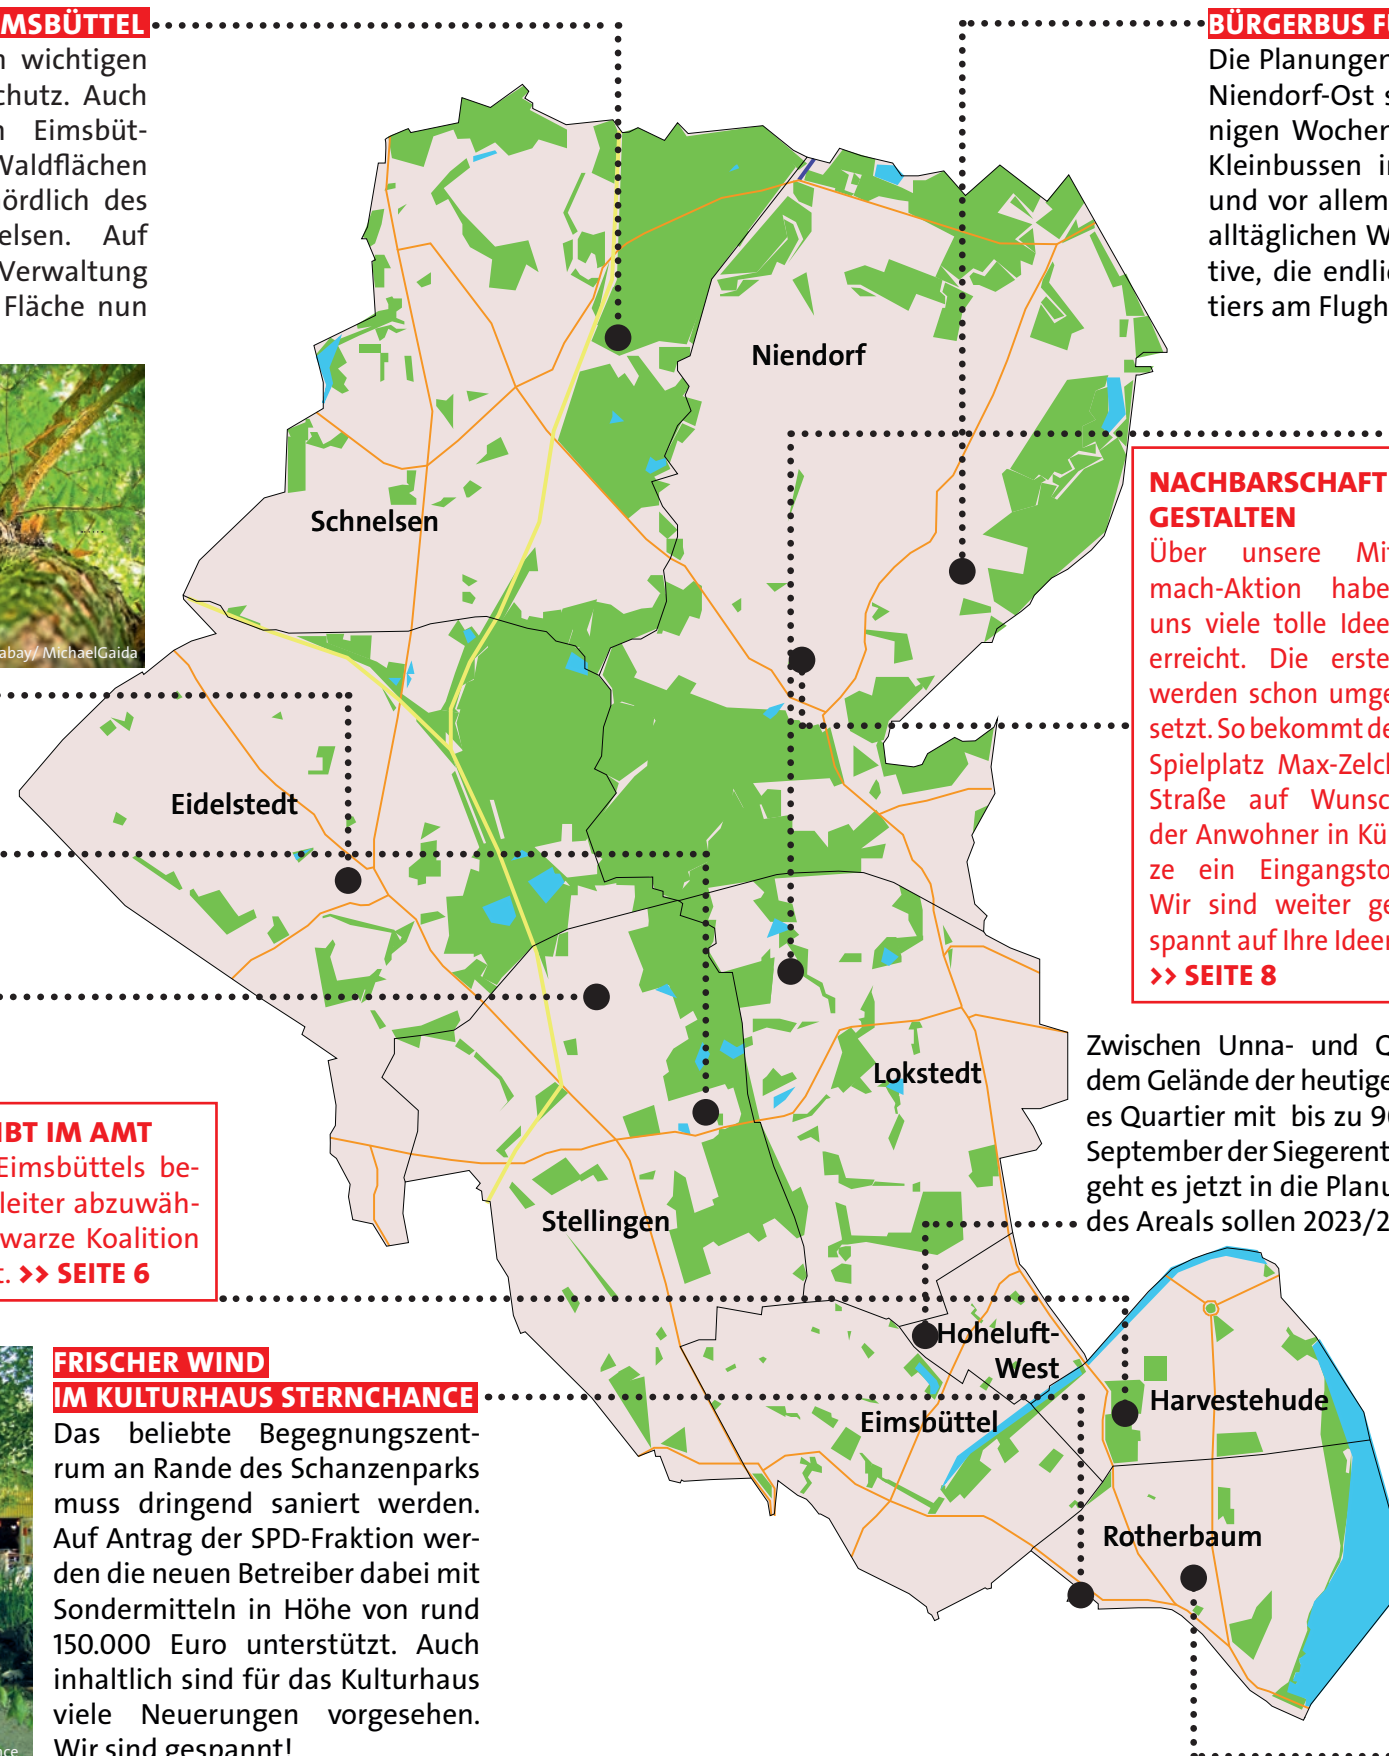 MSBÜTTEL
wichtigen
chutz. Auch
Eimsbüt-
Waldflächen
ördlich des
elsen. Auf
Verwaltung
Fläche nun
abay/ MichaelGaida
BÜRGERBUS F
Die Planungen
Niendorf-Ost s
nigen Wochen
Kleinbussen i
und vor allem
alltäglichen W
tive, die endli
tiers am Flugh
NACHBARSCHAFT
GESTALTEN
Über unsere Mit
mach-Aktion habe
uns viele tolle Idee
erreicht. Die erste
werden schon umge
setzt. So bekommt de
Spielplatz Max-Zelc
Straße auf Wunsc
der Anwohner in Kü
ze ein Eingangsto
Wir sind weiter ge
spannt auf Ihre Ideen
>> SEITE 8
Niendorf
Schnelsen
Eidelstedt
Lokstedt
Stellingen
Hoheluft-
West
Harvestehude
Eimsbüttel
Rotherbaum
Zwischen Unna- und Q
dem Gelände der heutige
es Quartier mit bis zu 90
September der Siegerent
geht es jetzt in die Planu
des Areals sollen 2023/2
IBT IM AMT
Eimsbüttels be-
leiter abzuwäh-
warze Koalition
t. >> SEITE 6
FRISCHER WIND
IM KULTURHAUS STERNCHANCE
Das beliebte Begegnungszent-
rum an Rande des Schanzenparks
muss dringend saniert werden.
Auf Antrag der SPD-Fraktion wer-
den die neuen Betreiber dabei mit
Sondermitteln in Höhe von rund
150.000 Euro unterstützt. Auch
inhaltlich sind für das Kulturhaus
viele Neuerungen vorgesehen.
Wir sind gespannt!
nce